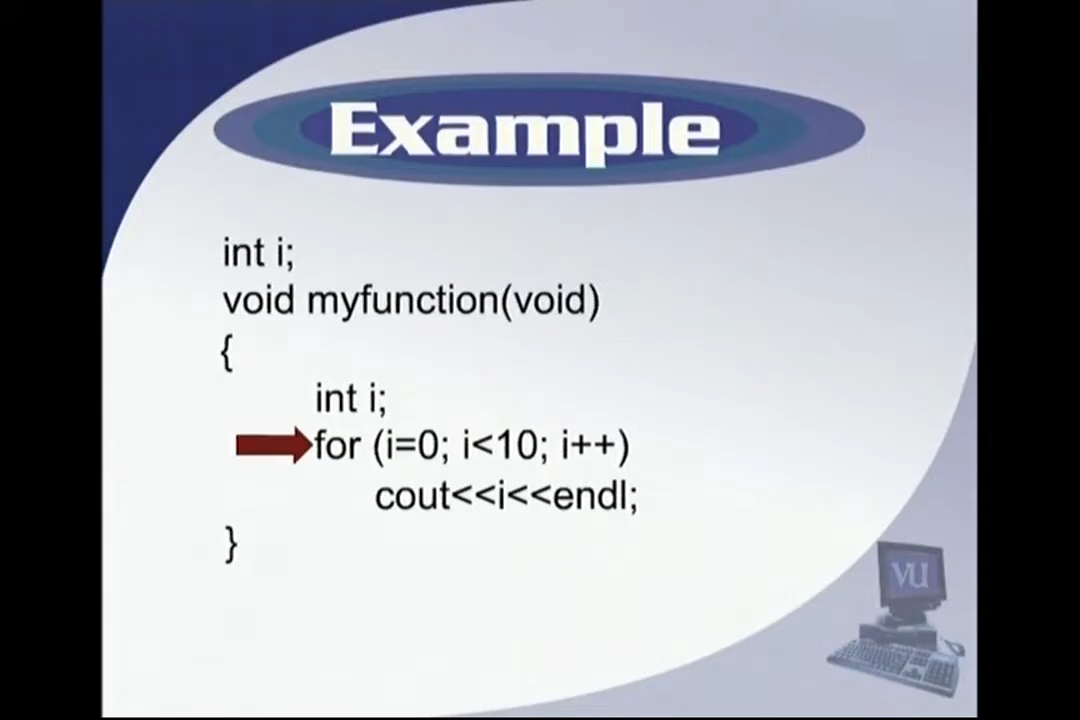 Example
int i;
void myfunction(void)
{
int i;
for (i=0; i<10; i++)
cout<<i<<endl;
}
VU